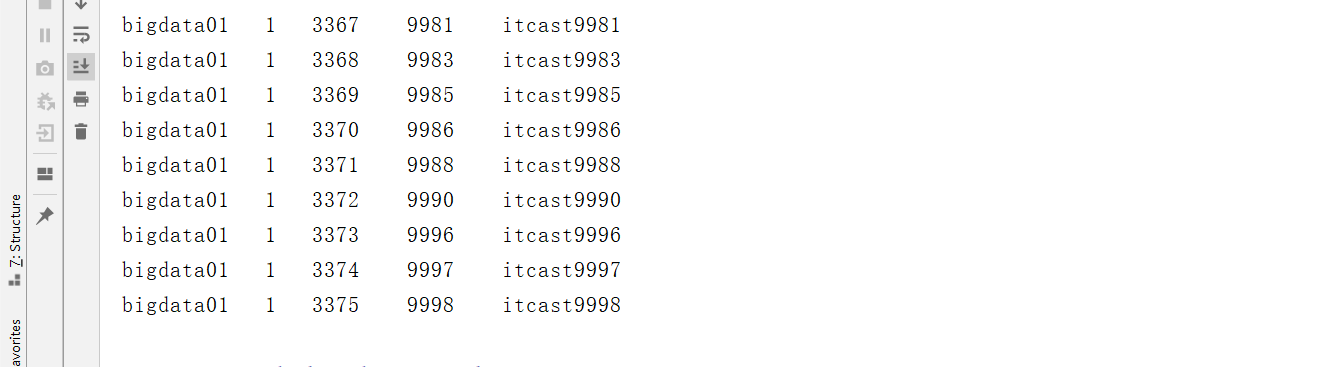 bigdata01 1 3367 9981 itcast9981
bigdata01 1 3368 9983 itcast9983
bigdata01 1 3369 9985 itcast9985
bigdata01 1 3370 9986 itcast9986
bigdata01 1 3371 9988 itcast9988
bigdata01 1 3372 9990 itcast9990
bigdata01 1 3373 9996 itcast9996
bigdata01 1 3374 9997 itcast9997
bigdata01 1 3375 9998 itcast9998
7: Structure
avorites